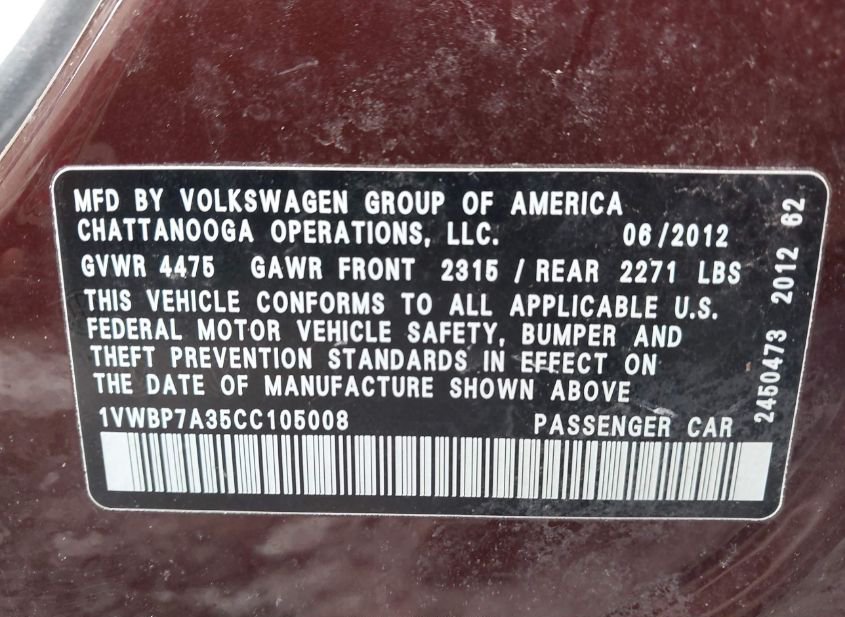 MFD BY VOLKSWAGEN GROUP OF AMERICA
CHATTANOOGA OPERATIONS, LLC. 06/2012
GVWR 4475 GAWR FRONT 2315 / REAR 2271 LBS
THIS VEHICLE CONFORMS TO ALL APPLICABLE U.S.
FEDERAL MOTOR VEHICLE SAFETY, BUMPER AND
THEFT PREVENTION STANDARDS IN EFFECT ON
THE DATE OF MANUFACTURE SHOWN ABOVE
1VWBP7A35CC105008 PASSENGER CAR
2450473 2012 62